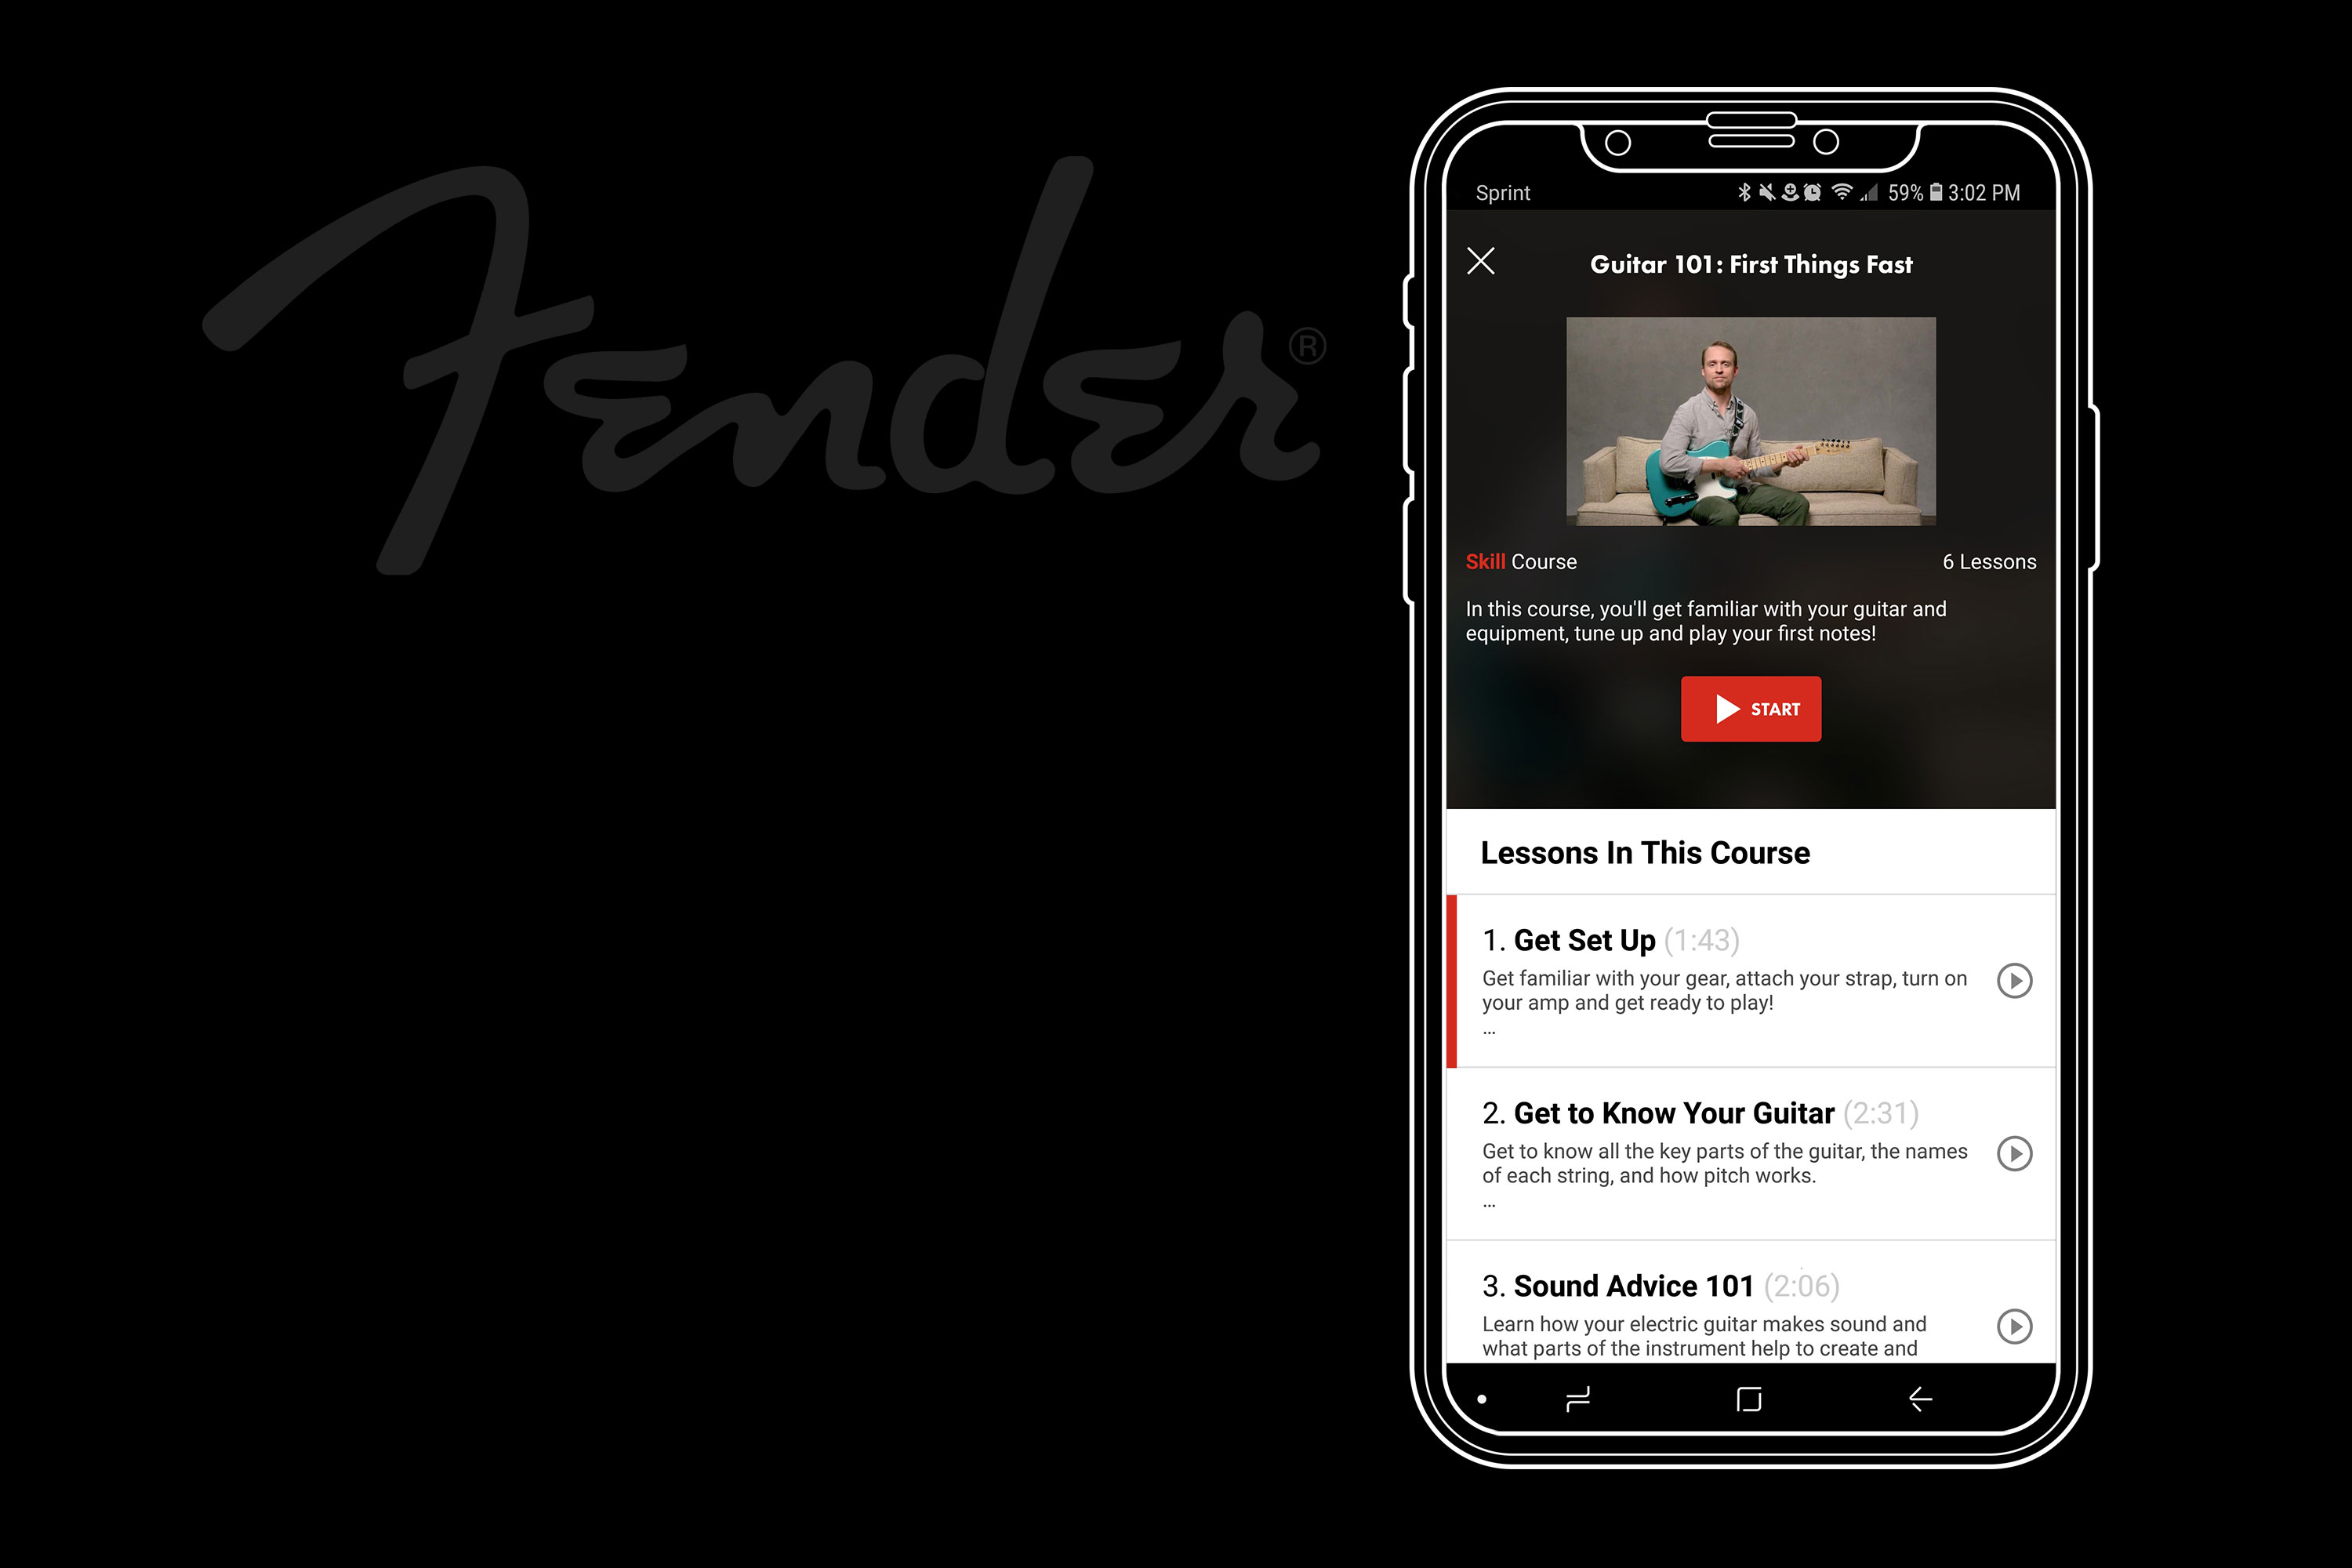 Fender®
Sprint
59% 3:02 PM
Guitar 101: First Things Fast
Skill Course
6 Lessons
In this course, you'll get familiar with your guitar and
equipment, tune up and play your first notes!
START
Lessons In This Course
1. Get Set Up (1:43)
Get familiar with your gear, attach your strap, turn on
your amp and get ready to play!
...
2. Get to Know Your Guitar (2:31)
Get to know all the key parts of the guitar, the names
of each string, and how pitch works.
...
3. Sound Advice 101 (2:06)
Learn how your electric guitar makes sound and
what parts of the instrument help to create and